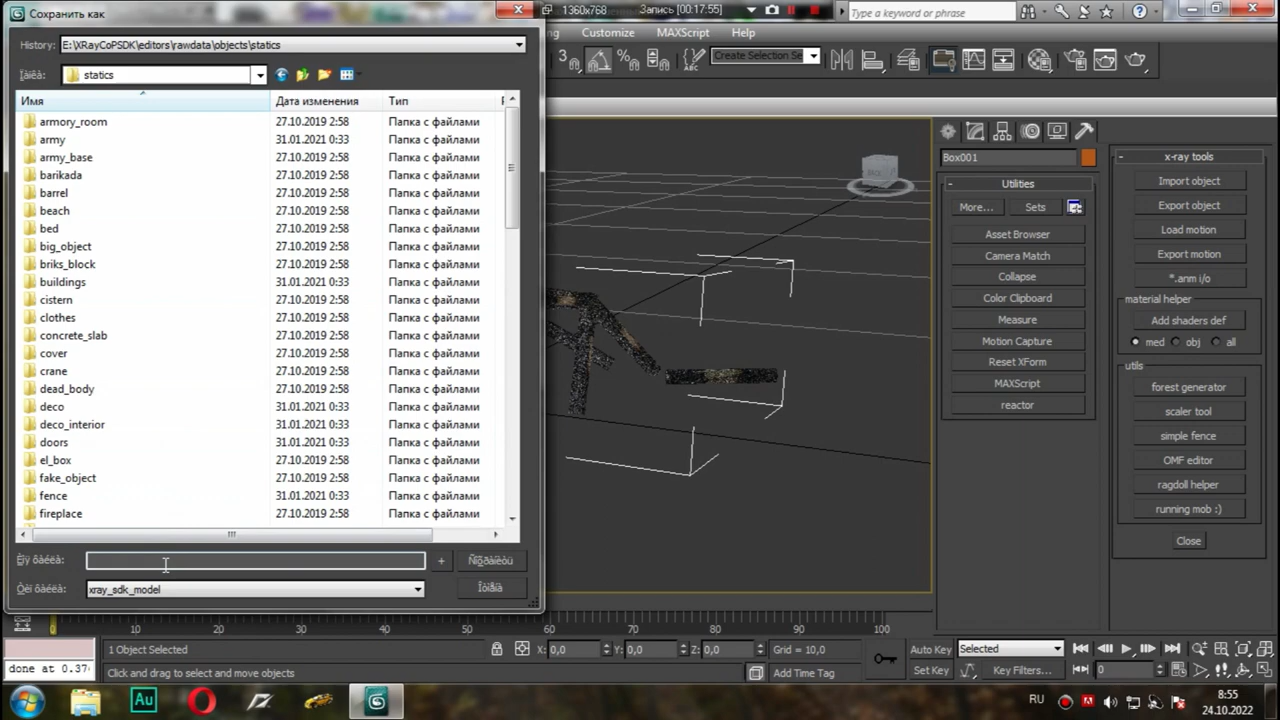 Сохранить как
1360x768
Запись [0:17:55]
Type a keyword or phrase
ng
Customize
MAXScript
Create Selection Se
History:
E:\XRayCoPSDK\editors\rawdata\objects\statics
Ïàïêà:
statics
Имя
Дата изменения
Тип
Р
armory_room 27.10.2019 2:58 Папка с файлами
army 31.01.2021 0:33 Папка с файлами
army_base 27.10.2019 2:58 Папка с файлами
barikada 27.10.2019 2:58 Папка с файлами
barrel 27.10.2019 2:58 Папка с файлами
beach 27.10.2019 2:58 Папка с файлами
bed 27.10.2019 2:58 Папка с файлами
big_object 27.10.2019 2:58 Папка с файлами
briks_block 27.10.2019 2:58 Папка с файлами
buildings 31.01.2021 0:33 Папка с файлами
cistern 27.10.2019 2:58 Папка с файлами
clothes 27.10.2019 2:58 Папка с файлами
concrete_slab 27.10.2019 2:58 Папка с файлами
cover 27.10.2019 2:58 Папка с файлами
crane 27.10.2019 2:58 Папка с файлами
dead_body 27.10.2019 2:58 Папка с файлами
deco 31.01.2021 0:33 Папка с файлами
deco_interior 27.10.2019 2:58 Папка с файлами
doors 31.01.2021 0:33 Папка с файлами
el_box 27.10.2019 2:58 Папка с файлами
fake_object 27.10.2019 2:58 Папка с файлами
fence 31.01.2021 0:33 Папка с файлами
fireplace 27.10.2019 2:58 Папка с файлами
+
xray_sdk_model
Box001
- Utilities
More...
Sets
Asset Browser
Camera Match
Collapse
Color Clipboard
Measure
Motion Capture
Reset XForm
MAXScript
reactor
- x-ray tools
Import object
Export object
Load motion
Export motion
*.anm i/o
material helper
Add shaders def
med obj all
utils
forest generator
scaler tool
simple fence
OMF editor
ragdoll helper
running mob :)
Close
0 10 20 30 40 50 60 70 80 90 100
1 Object Selected
X: 0,0
Y: 0,0
Z: 0,0
Grid = 10,0
Auto Key
Selected
done at 0.37
Click and drag to select and move objects
Add Time Tag
Set Key
Key Filters...
0
Au
RU
8:55
24.10.2022